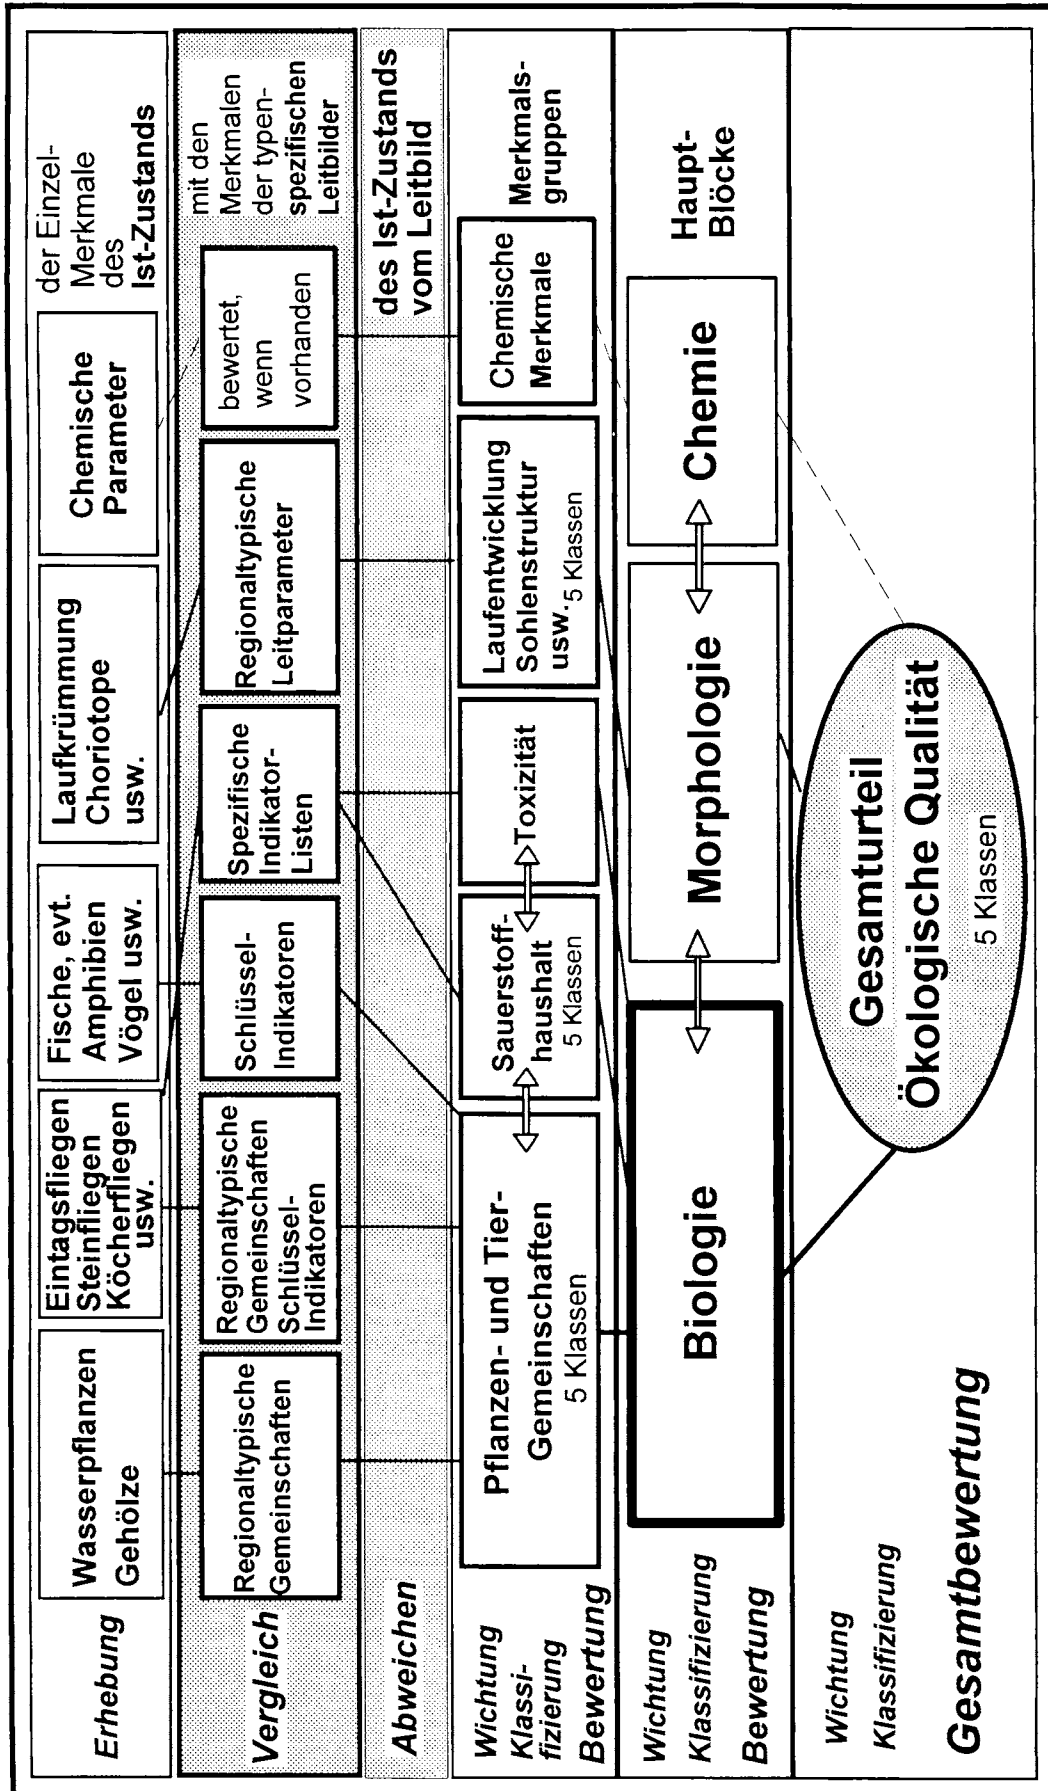 Erhebung
Wasserpflanzen
Gehölze
Eintagsfliegen
Steinfliegen
Köcherfliegen
usw.
Fische, evt.
Amphibien
Vögel usw.
Laufkrümmung
Choriotope
usw.
Chemische
Parameter
der Einzel-
Merkmale
des
Ist-Zustands
Vergleich
Regionaltypische
Gemeinschaften
Regionaltypische
Gemeinschaften
Schlüssel-
Indikatoren
Schlüssel-
Indikatoren
Spezifische
Indikator-
Listen
Regionaltypische
Leitparameter
bewertet,
wenn
vorhanden
mit den
Merkmalen
der typen-
spezifischen
Leitbilder
Abweichen
des Ist-Zustands
vom Leitbild
Wichtung
Klassi-
fizierung
Bewertung
Pflanzen- und Tier-
Gemeinschaften
5 Klassen
Sauerstoff-
haushalt
5 Klassen
Toxizität
Laufentwicklung
Sohlenstruktur
usw. 5 Klassen
Chemische
Merkmale
Merkmals-
gruppen
Wichtung
Klassifizierung
Bewertung
Biologie
Morphologie
Chemie
Haupt-
Blöcke
Wichtung
Klassifizierung
Gesamtbewertung
Gesamturteil
Ökologische Qualität
5 Klassen